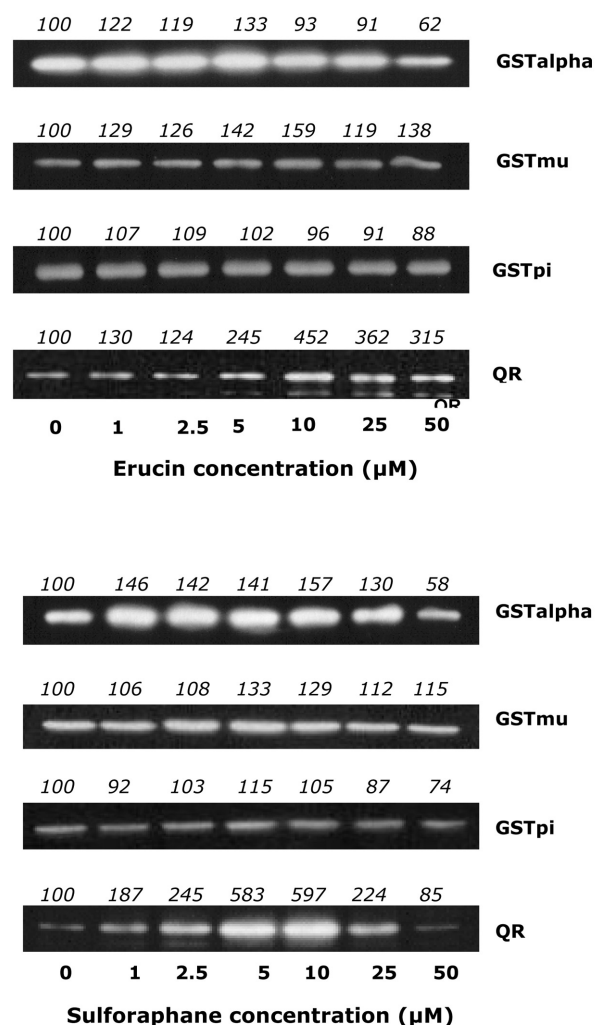 100 122 119 133 93 91 62
GSTalpha
100 129 126 142 159 119 138
GSTmu
100 107 109 102 96 91 88
GSTpi
100 130 124 245 452 362 315
QR
QR
0 1 2.5 5 10 25 50
Erucin concentration (µM)
100 146 142 141 157 130 58
GSTalpha
100 106 108 133 129 112 115
GSTmu
100 92 103 115 105 87 74
GSTpi
100 187 245 583 597 224 85
QR
0 1 2.5 5 10 25 50
Sulforaphane concentration (µM)